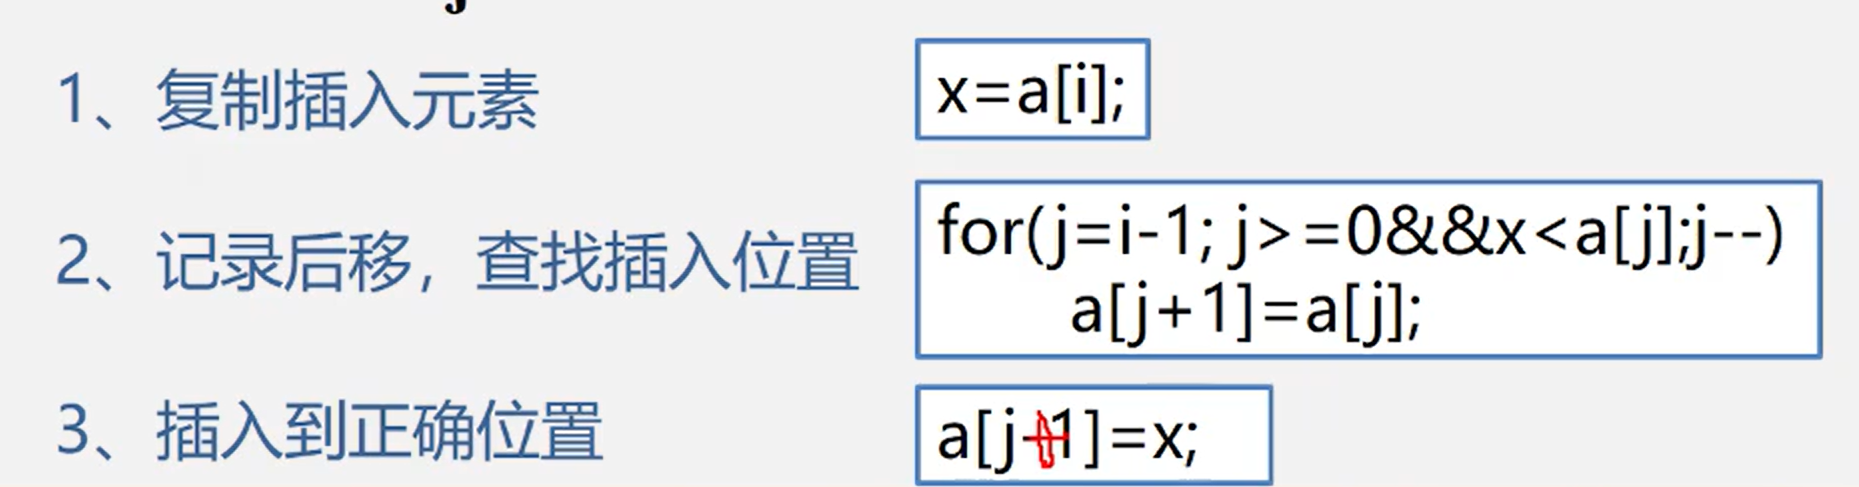 1、复制插入元素
x=a[i];
2、记录后移，查找插入位置
for(j=i-1; j>=0&&x<a[j];j--)
a[j+1]=a[j];
3、插入到正确位置
a[j+1]=x;